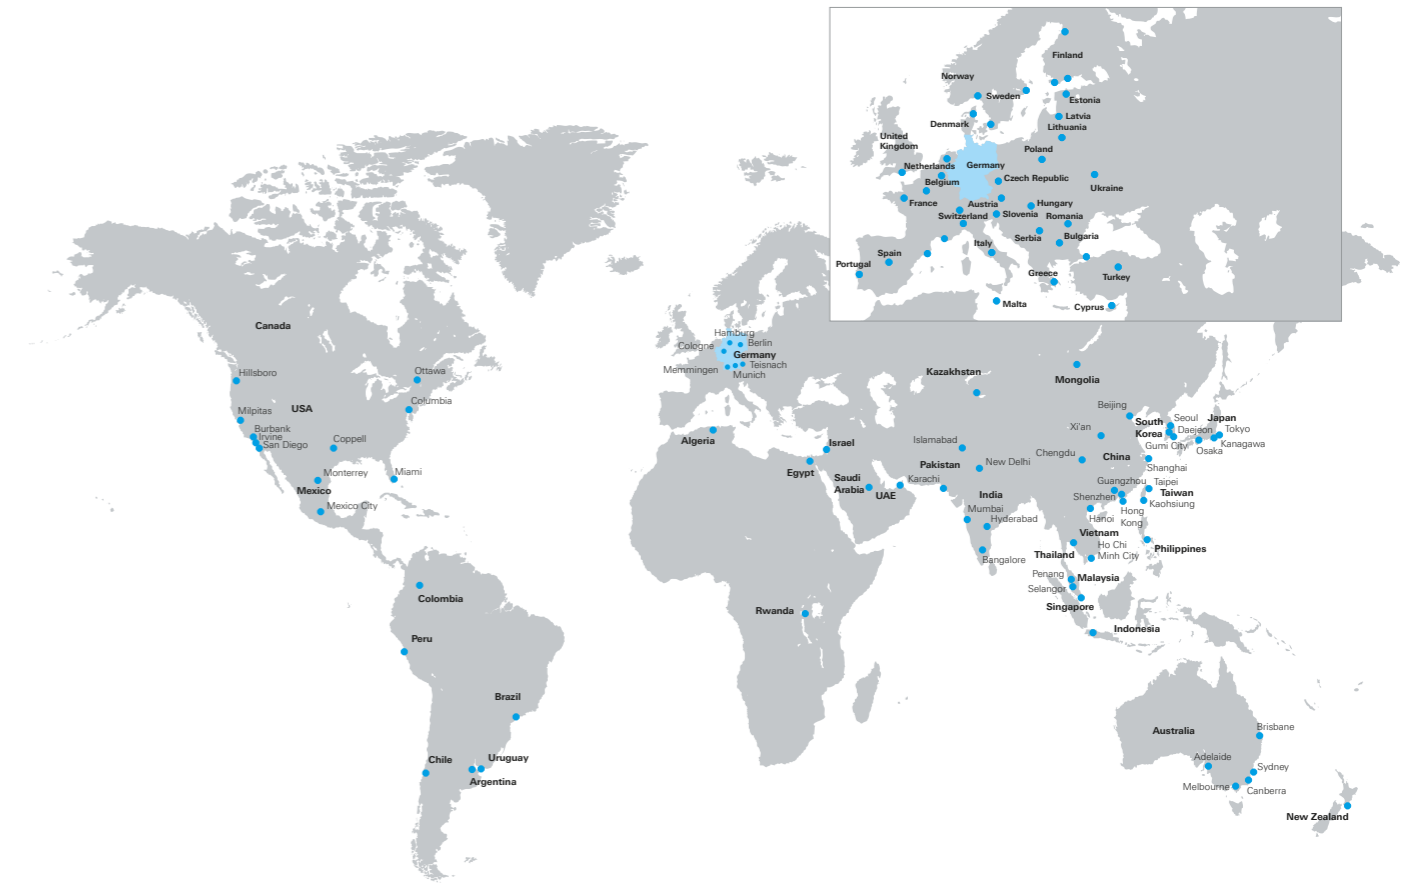 Finland
Norway
Sweden
Estonia
Latvia
Lithuania
Denmark
United
Kingdom
Poland
Netherlands
Germany
Belgium
Czech Republic
Ukraine
France
Austria
Hungary
Switzerland
Slovenia
Romania
Serbia
Bulgaria
Italy
Spain
Portugal
Greece
Turkey
Malta
Cyprus
Canada
Hillsboro
Ottawa
Columbia
USA
Milpitas
Burbank
Irvine
San Diego
Coppell
Monterrey
Miami
Mexico
Mexico City
Colombia
Peru
Brazil
Chile
Uruguay
Argentina
Hamburg
Cologne
Berlin
Germany
Memmingen
Teisnach
Munich
Algeria
Israel
Egypt
Saudi
Arabia
UAE
Rwanda
Kazakhstan
Mongolia
Islamabad
Pakistan
New Delhi
Karachi
India
Mumbai
Hyderabad
Bangalore
Beijing
Xi'an
Chengdu
China
South
Korea
Seoul
Daejeon
Gumi City
Japan
Tokyo
Kanagawa
Osaka
Shanghai
Guangzhou
Shenzhen
Taipei
Taiwan
Kaohsiung
Hong
Kong
Hanoi
Vietnam
Thailand
Ho Chi
Minh City
Philippines
Penang
Malaysia
Selangor
Singapore
Indonesia
Australia
Brisbane
Adelaide
Sydney
Melbourne
Canberra
New Zealand